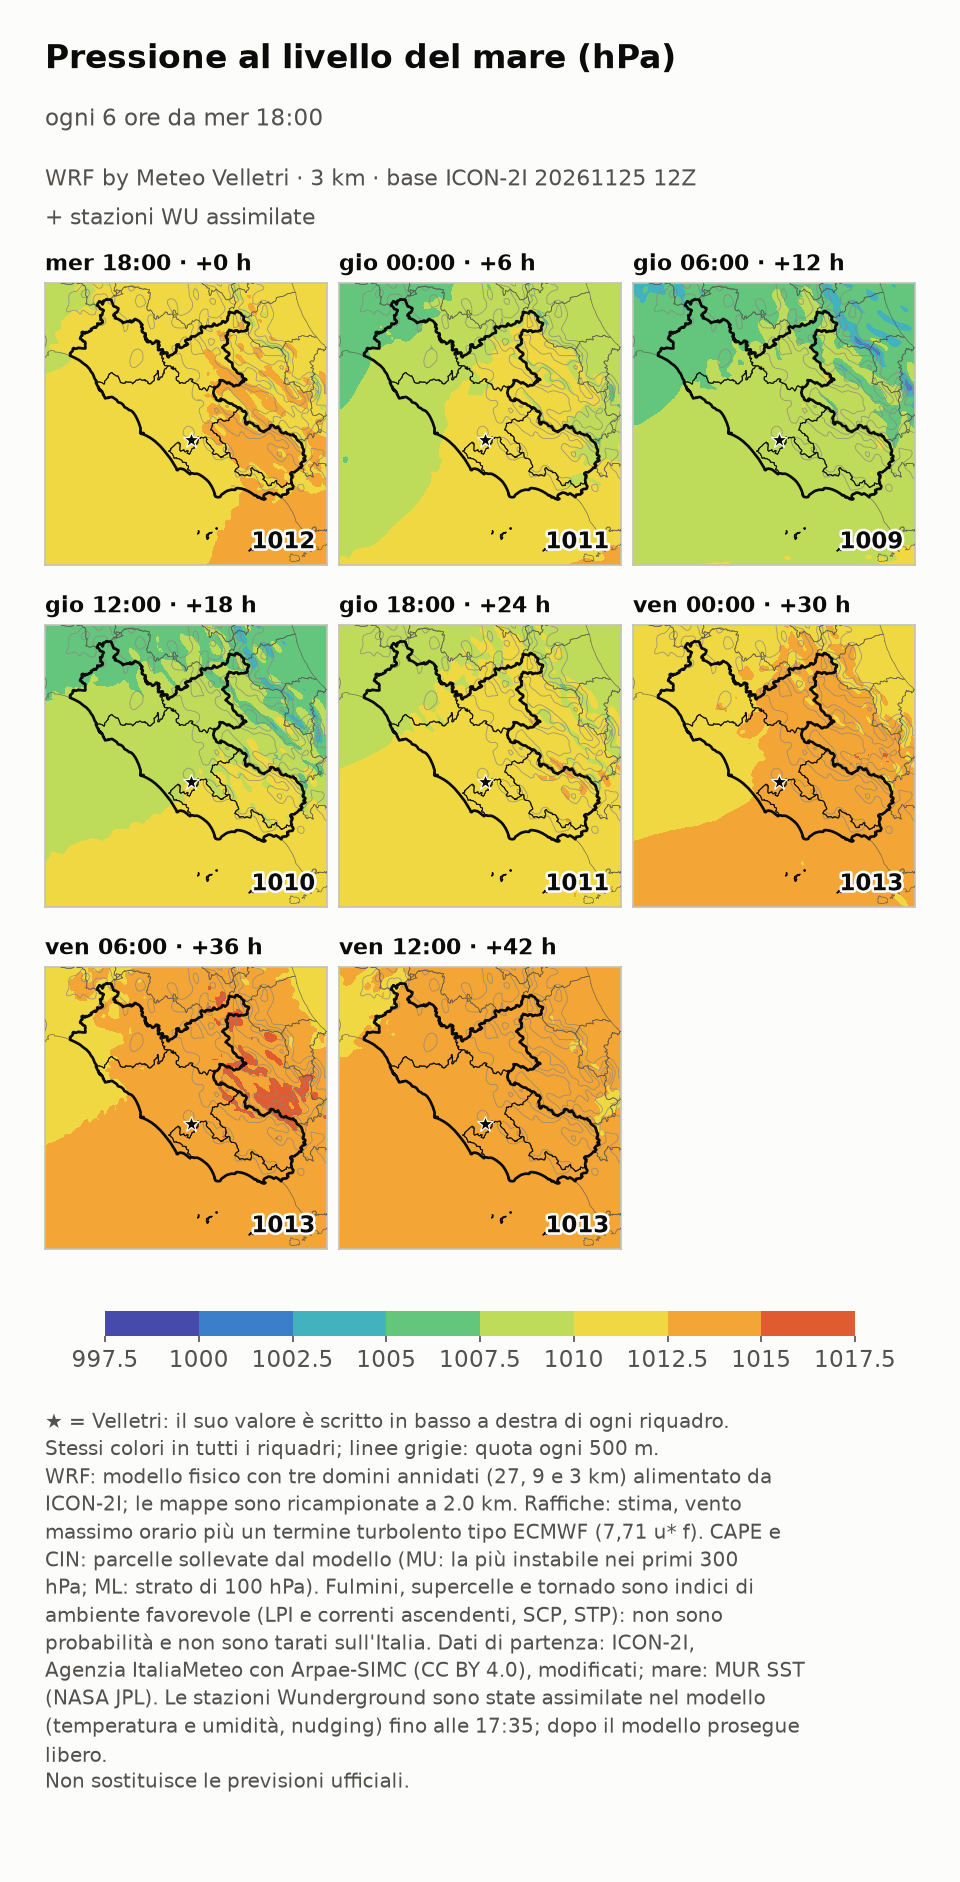 Pressione al livello del mare (hPa)
ogni 6 ore da mer 18:00
WRF by Meteo Velletri · 3 km · base ICON-2I 20261125 12Z
+ stazioni WU assimilate
mer 18:00 · +0 h
gio 00:00 · +6 h
gio 06:00 · +12 h
1012
1011
1009
gio 12:00 · +18 h
gio 18:00 · +24 h
ven 00:00 · +30 h
1010
1011
1013
ven 06:00 · +36 h
ven 12:00 · +42 h
1013
1013
997.5 1000 1002.5 1005 1007.5 1010 1012.5 1015 1017.5
★ = Velletri: il suo valore è scritto in basso a destra di ogni riquadro.
Stessi colori in tutti i riquadri; linee grigie: quota ogni 500 m.
WRF: modello fisico con tre domini annidati (27, 9 e 3 km) alimentato da
ICON-2I; le mappe sono ricampionate a 2.0 km. Raffiche: stima, vento
massimo orario più un termine turbolento tipo ECMWF (7,71 u* f). CAPE e
CIN: parcelle sollevate dal modello (MU: la più instabile nei primi 300
hPa; ML: strato di 100 hPa). Fulmini, supercelle e tornado sono indici di
ambiente favorevole (LPI e correnti ascendenti, SCP, STP): non sono
probabilità e non sono tarati sull'Italia. Dati di partenza: ICON-2I,
Agenzia ItaliaMeteo con Arpae-SIMC (CC BY 4.0), modificati; mare: MUR SST
(NASA JPL). Le stazioni Wunderground sono state assimilate nel modello
(temperatura e umidità, nudging) fino alle 17:35; dopo il modello prosegue
libero.
Non sostituisce le previsioni ufficiali.